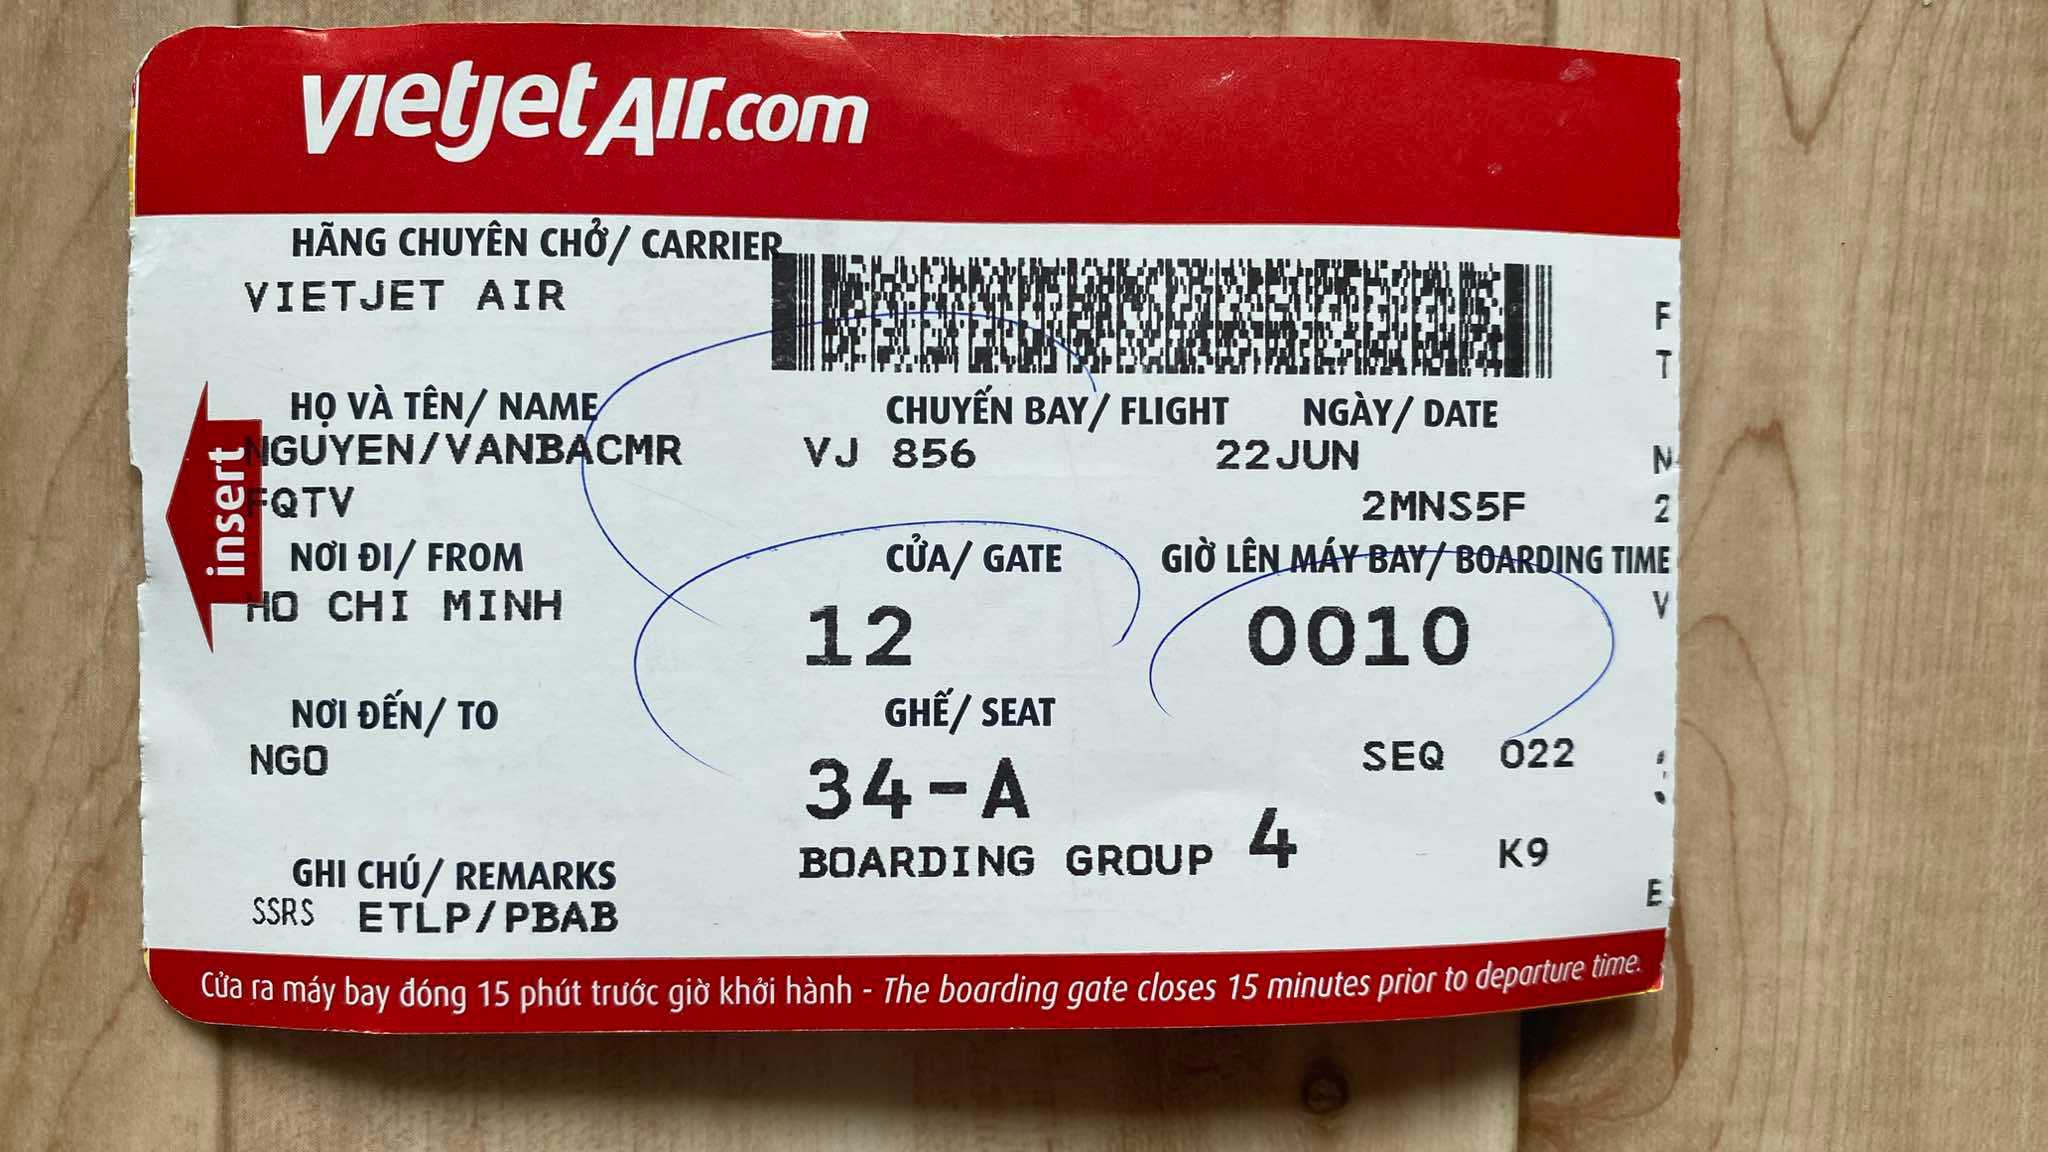 vietjetAir.com
HÃNG CHUYÊN CHỞ/ CARRIER
VIETJET AIR
HỌ VÀ TÊN/ NAME
NGUYEN/VANBACMR
FQTV
CHUYẾN BAY/ FLIGHT
VJ 856
NGÀY/ DATE
22JUN
2MNS5F
insert
NƠI ĐI/ FROM
HO CHI MINH
CỬA/ GATE
12
GIỜ LÊN MÁY BAY/ BOARDING TIME
0010
NƠI ĐẾN/ TO
NGO
GHẾ/ SEAT
34-A
SEQ 022
BOARDING GROUP 4
K9
GHI CHÚ/ REMARKS
SSRS ETLP/PBAB
F
T
N
2
V
E
Cửa ra máy bay đóng 15 phút trước giờ khởi hành - The boarding gate closes 15 minutes prior to departure time.